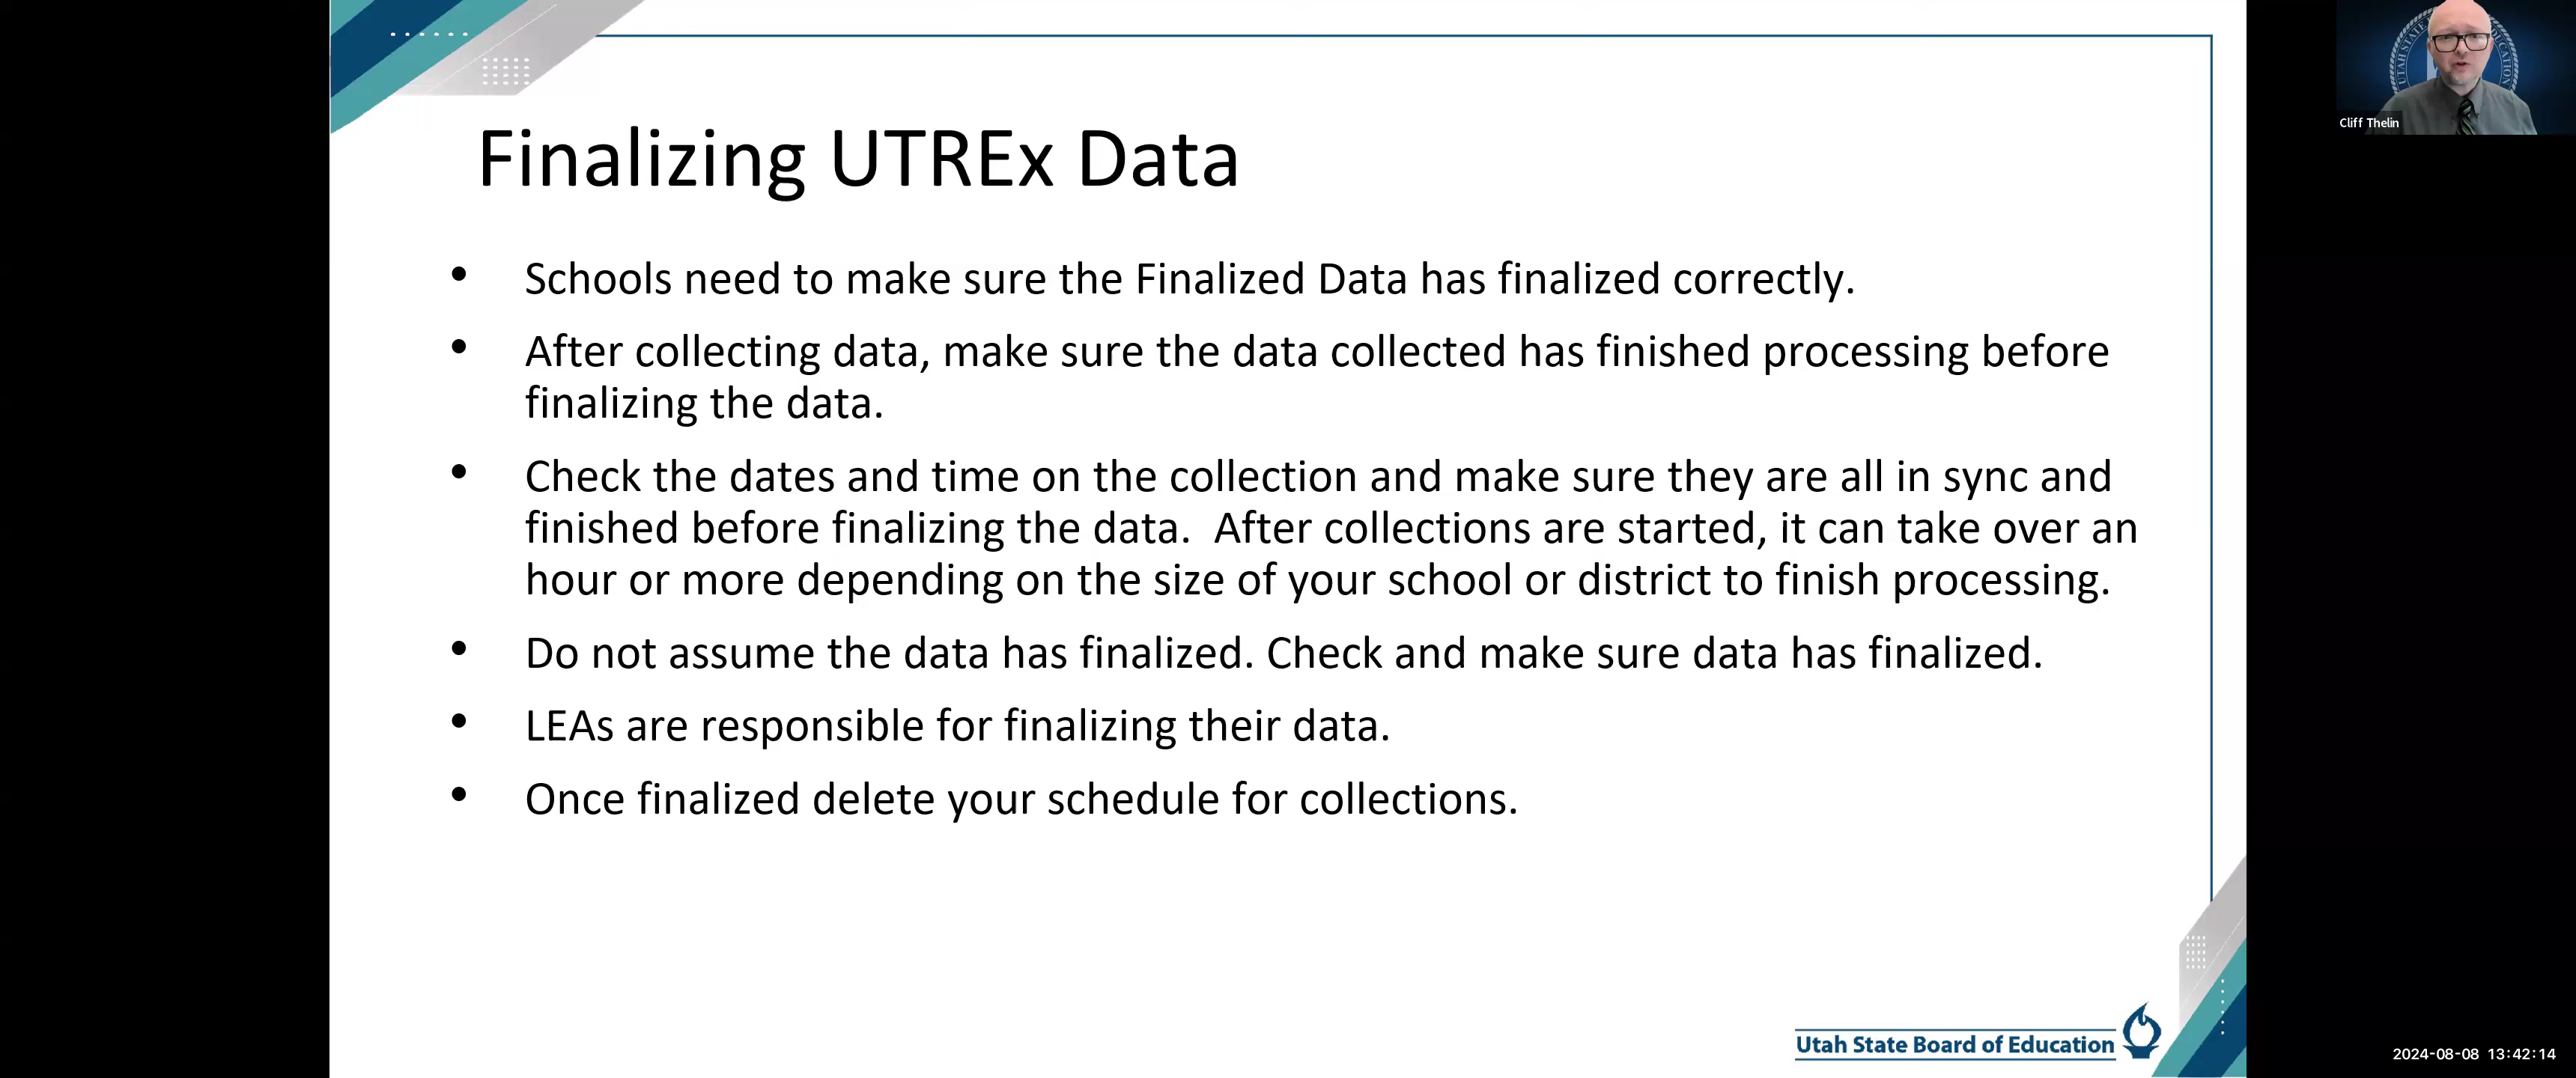 Finalizing UTREx Data
• Schools need to make sure the Finalized Data has finalized correctly.
• After collecting data, make sure the data collected has finished processing before
finalizing the data.
• Check the dates and time on the collection and make sure they are all in sync and
finished before finalizing the data.  After collections are started, it can take over an
hour or more depending on the size of your school or district to finish processing.
• Do not assume the data has finalized. Check and make sure data has finalized.
• LEAs are responsible for finalizing their data.
• Once finalized delete your schedule for collections.
Utah State Board of Education
UTAH STATE
EDUCATION
Cliff Thelin
2024-08-08 13:42:14